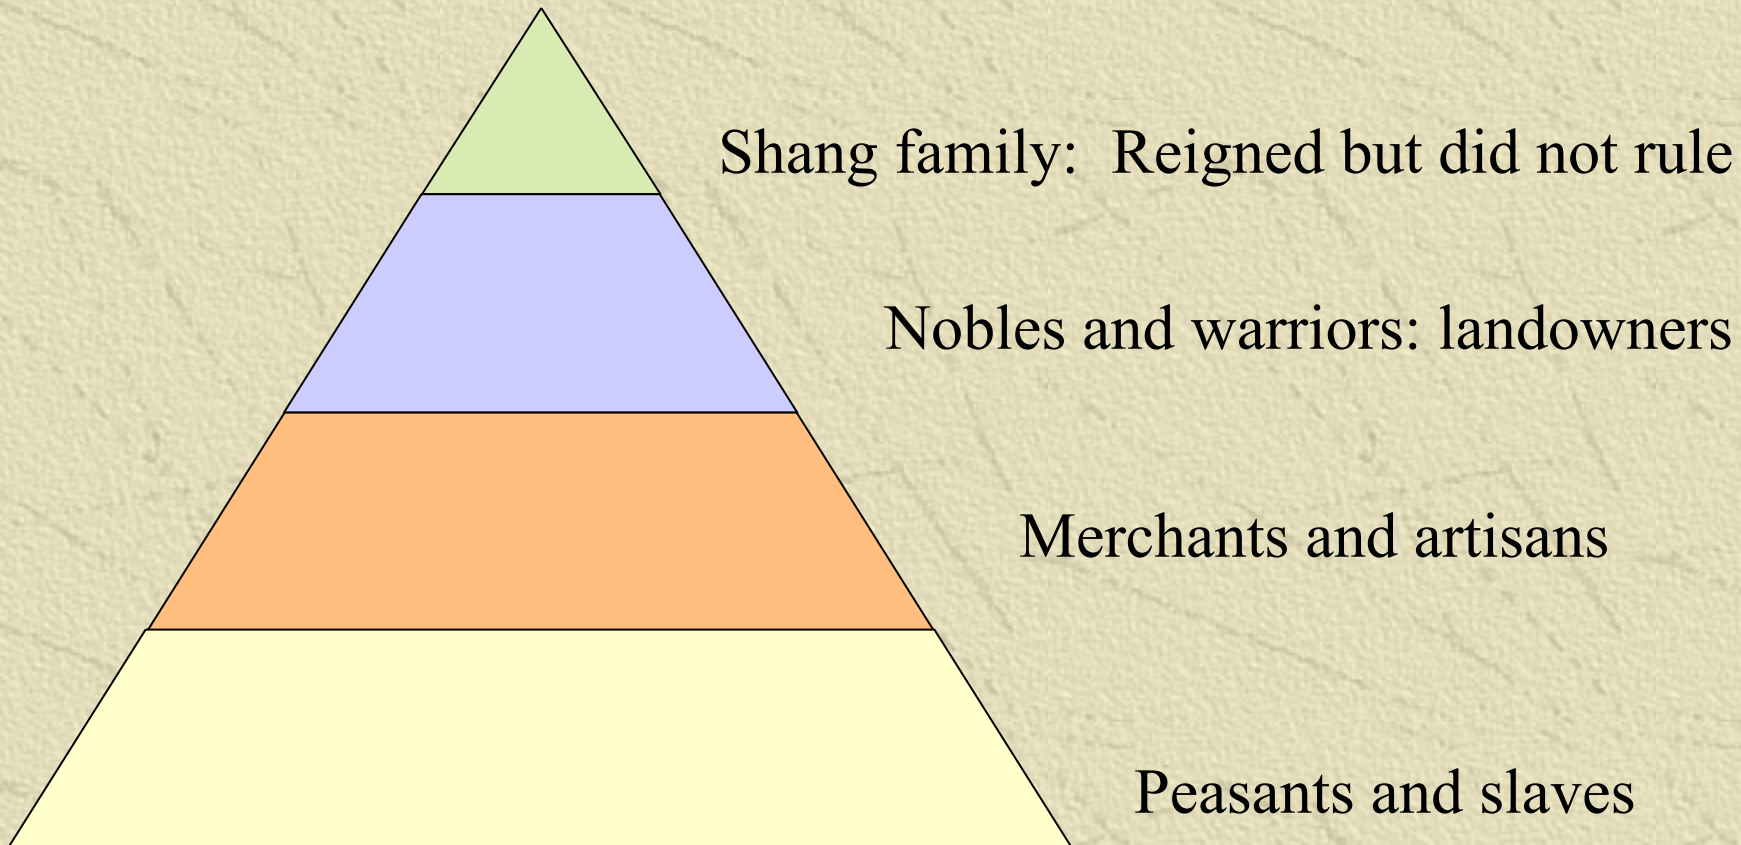 Shang family:  Reigned but did not rule
Nobles and warriors: landowners
Merchants and artisans
Peasants and slaves